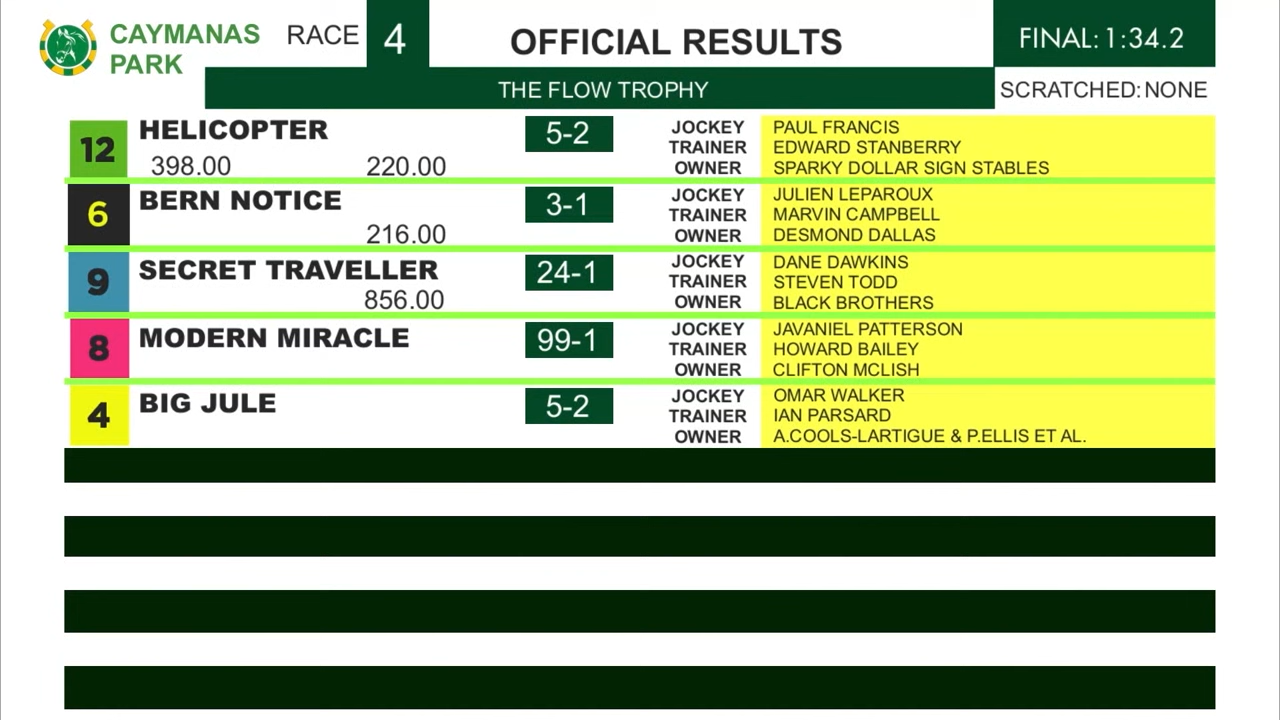 CAYMANAS
PARK
RACE 4
OFFICIAL RESULTS
FINAL: 1:34.2
THE FLOW TROPHY
SCRATCHED: NONE
12 HELICOPTER 5-2
398.00 220.00
JOCKEY PAUL FRANCIS
TRAINER EDWARD STANBERRY
OWNER SPARKY DOLLAR SIGN STABLES
6 BERN NOTICE 3-1
216.00
JOCKEY JULIEN LEPAROUX
TRAINER MARVIN CAMPBELL
OWNER DESMOND DALLAS
9 SECRET TRAVELLER 24-1
856.00
JOCKEY DANE DAWKINS
TRAINER STEVEN TODD
OWNER BLACK BROTHERS
8 MODERN MIRACLE 99-1
JOCKEY JAVANIEL PATTERSON
TRAINER HOWARD BAILEY
OWNER CLIFTON MCLISH
4 BIG JULE 5-2
JOCKEY OMAR WALKER
TRAINER IAN PARSARD
OWNER A.COOLS-LARTIGUE & P.ELLIS ET AL.